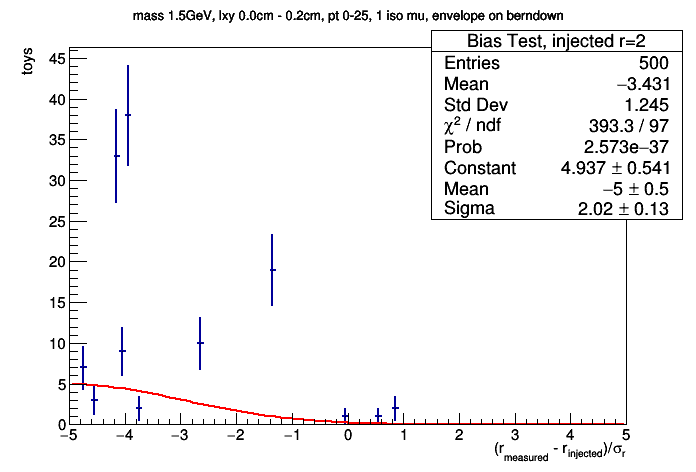 mass 1.5GeV, lxy 0.0cm - 0.2cm, pt 0-25, 1 iso mu, envelope on berndown
Bias Test, injected r=2
Entries 500
Mean −3.431
Std Dev 1.245
χ² / ndf 393.3 / 97
Prob 2.573e−37
Constant 4.937 ± 0.541
Mean −5 ± 0.5
Sigma 2.02 ± 0.13
toys
45
40
35
30
25
20
15
10
5
0
−5 −4 −3 −2 −1 0 1 2 3 4 5
(r_measured - r_injected)/σ_r